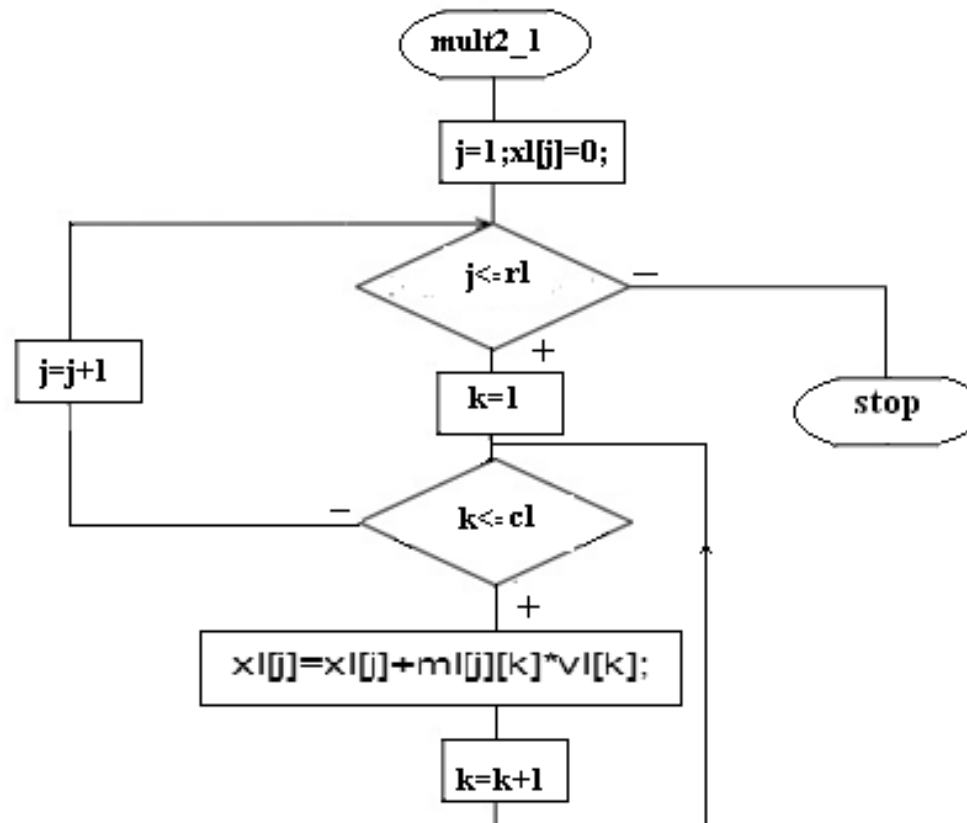 mult2_l
j=1;xl[j]=0;
j<=rl
−
+
j=j+1
k=1
stop
−
k<=cl
+
xl[j]=xl[j]+ml[j][k]*vl[k];
k=k+1